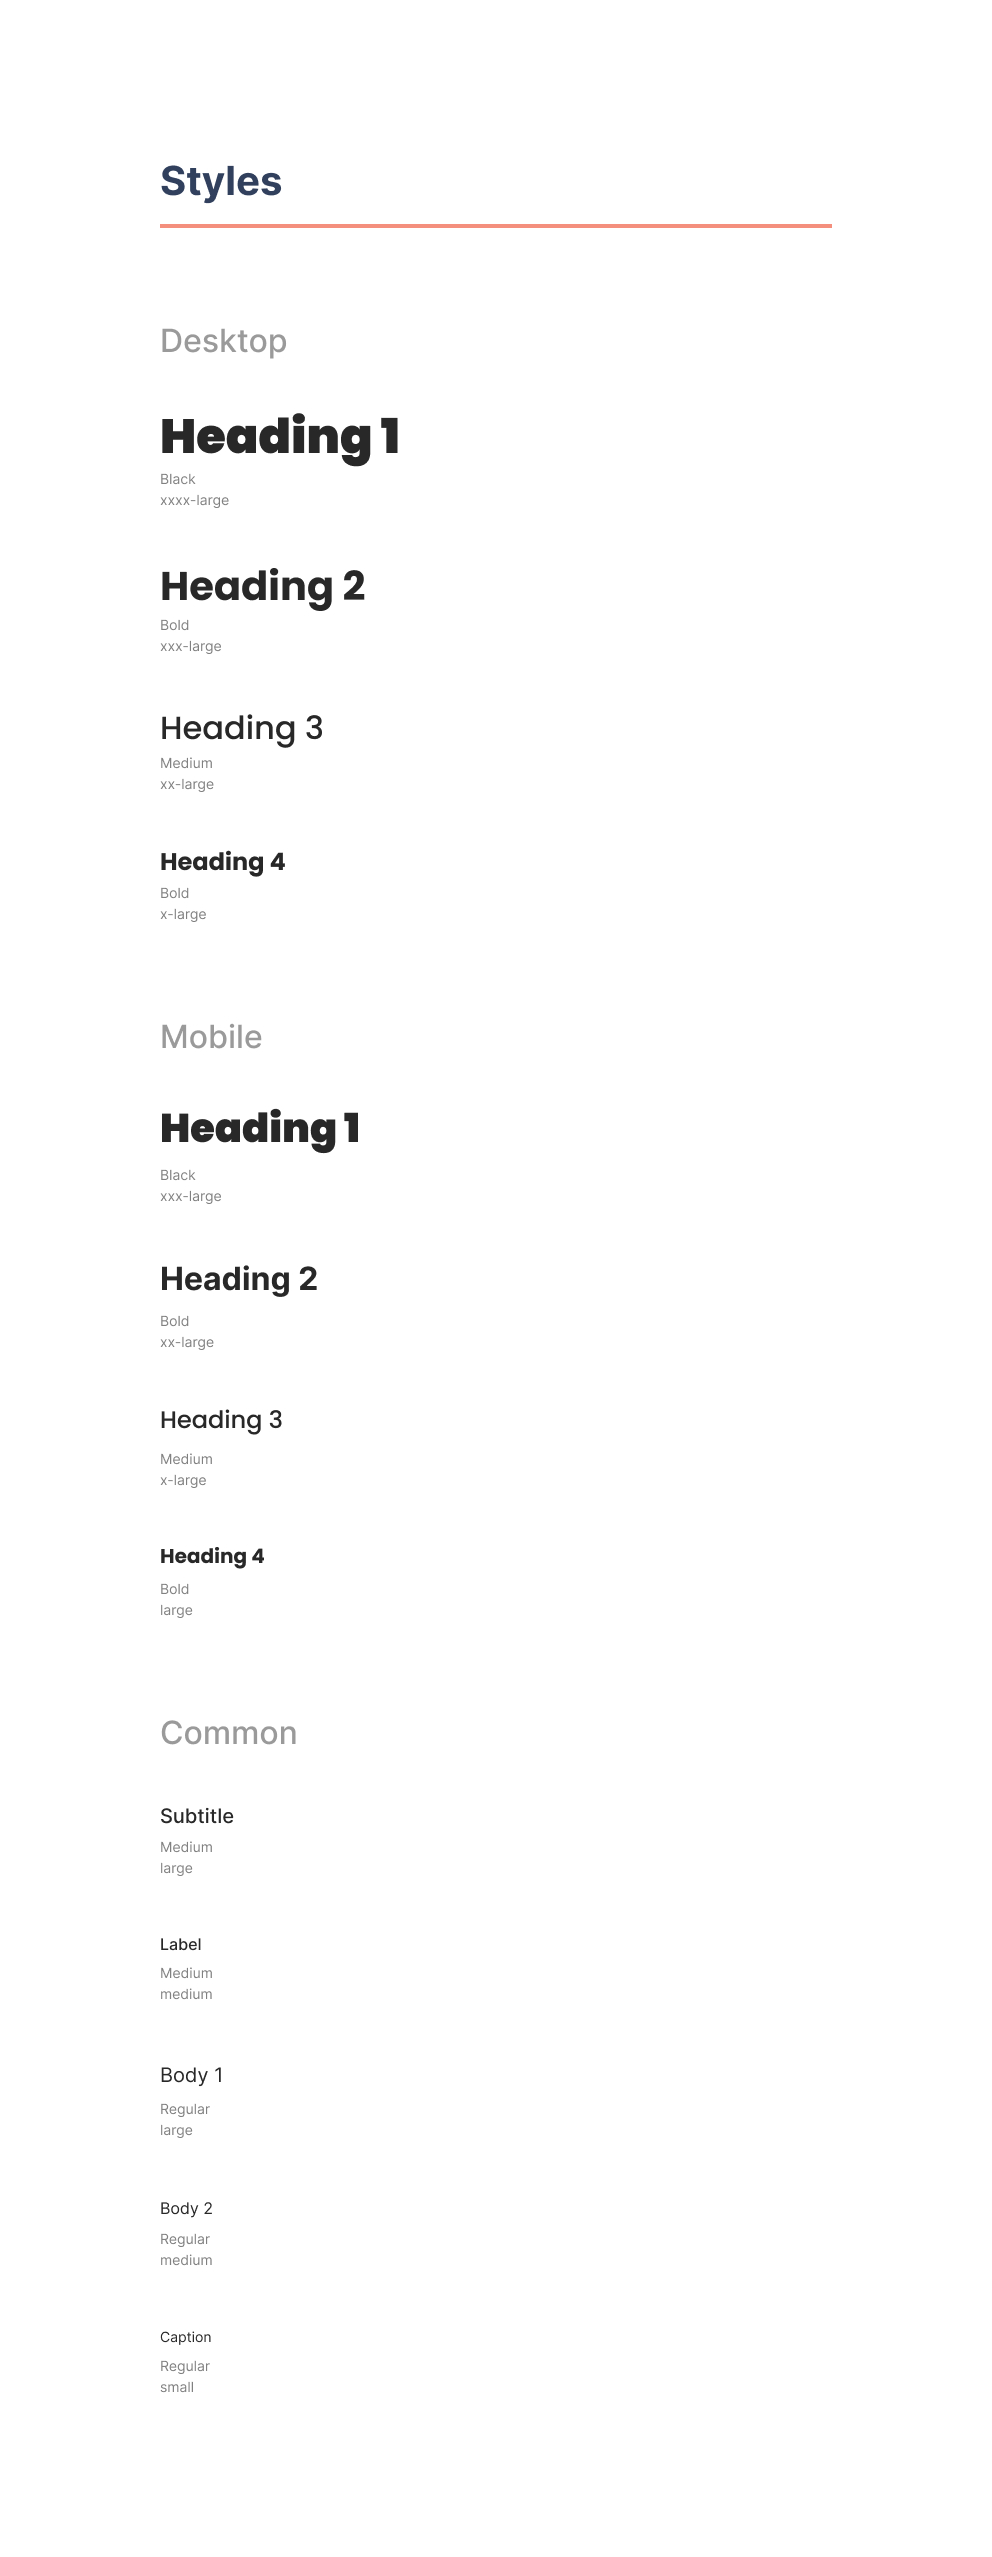 Styles
Desktop
Heading 1
Black
xxxx-large
Heading 2
Bold
xxx-large
Heading 3
Medium
xx-large
Heading 4
Bold
x-large
Mobile
Heading 1
Black
xxx-large
Heading 2
Bold
xx-large
Heading 3
Medium
x-large
Heading 4
Bold
large
Common
Subtitle
Medium
large
Label
Medium
medium
Body 1
Regular
large
Body 2
Regular
medium
Caption
Regular
small